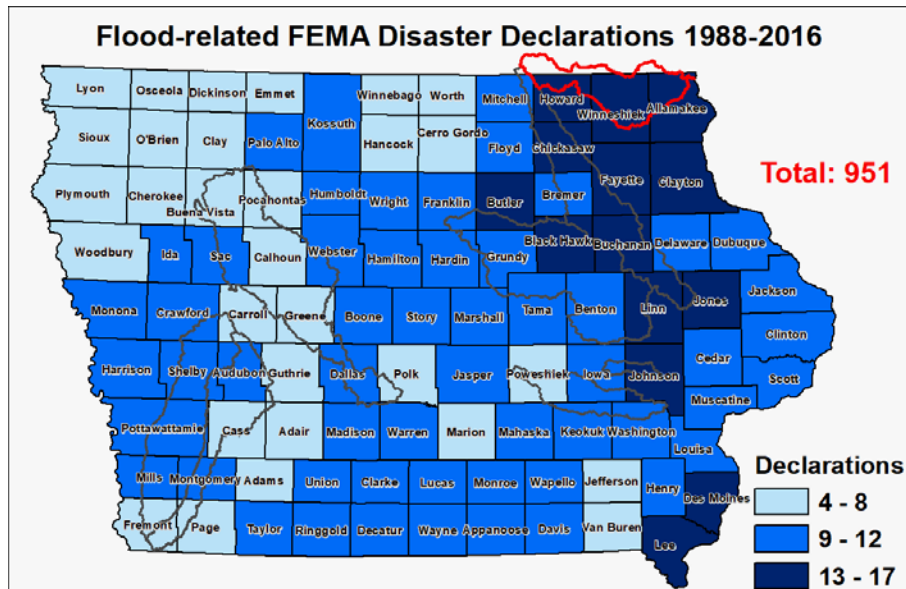 Flood-related FEMA Disaster Declarations 1988-2016
Lyon Osceola Dickinson Emmet Winnebago Worth Mitchell Howard Winneshiek Allamakee
Kossuth
Sioux O'Brien Clay Palo Alto Hancock Cerro Gordo Floyd Chickasaw
Total: 951
Plymouth Cherokee Buena Vista Pocahontas Humboldt Wright Franklin Butler Bremer Fayette Clayton
Woodbury Ida Sac Calhoun Webster Hamilton Hardin Grundy Black Hawk Buchanan Delaware Dubuque
Monona Crawford Carroll Greene Boone Story Marshall Tama Benton Linn Jones Jackson
Clinton
Harrison Shelby Audubon Guthrie Dallas Polk Jasper Poweshiek Iowa Johnson Cedar Scott
Muscatine
Pottawattamie Cass Adair Madison Warren Marion Mahaska Keokuk Washington Louisa
Mills Montgomery Adams Union Clarke Lucas Monroe Wapello Jefferson Henry Des Moines
Fremont Page Taylor Ringgold Decatur Wayne Appanoose Davis Van Buren Lee
Declarations
4 - 8
9 - 12
13 - 17